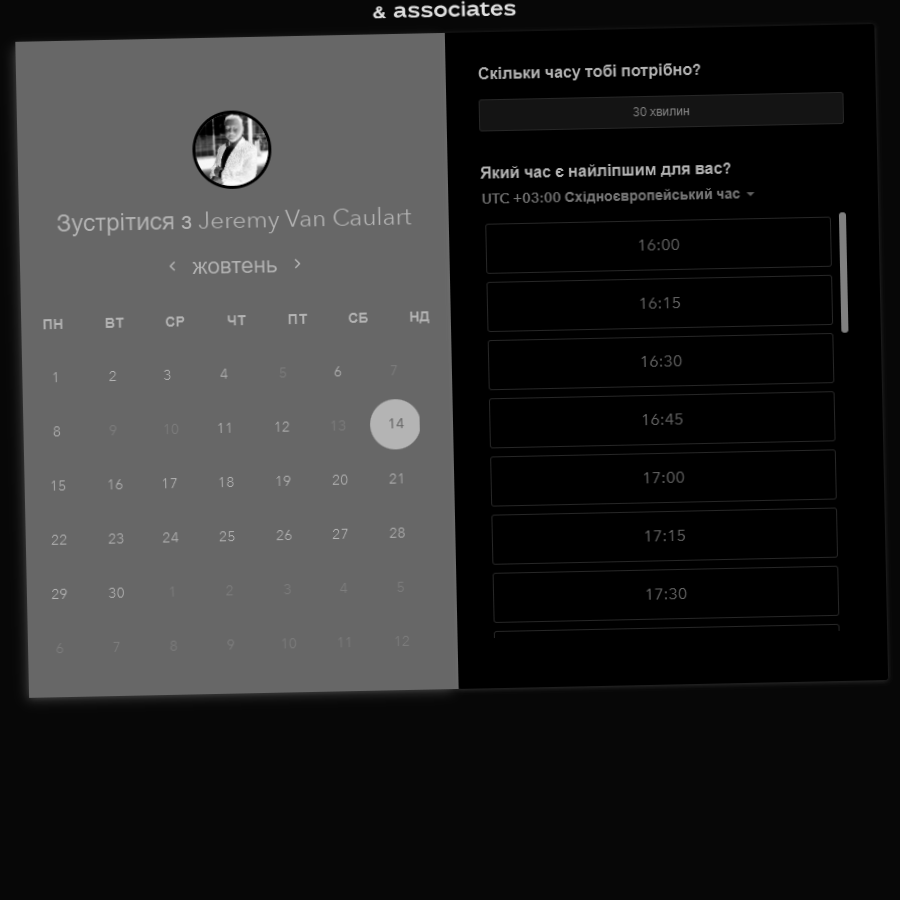 & associates
Зустрітися з Jeremy Van Caulart
жовтень
ПН ВТ СР ЧТ ПТ СБ НД
1 2 3 4 5 6 7
8 9 10 11 12 13 14
15 16 17 18 19 20 21
22 23 24 25 26 27 28
29 30 1 2 3 4 5
6 7 8 9 10 11 12
Скільки часу тобі потрібно?
30 хвилин
Який час є найліпшим для вас?
UTC +03:00 Східноєвропейський час
16:00
16:15
16:30
16:45
17:00
17:15
17:30